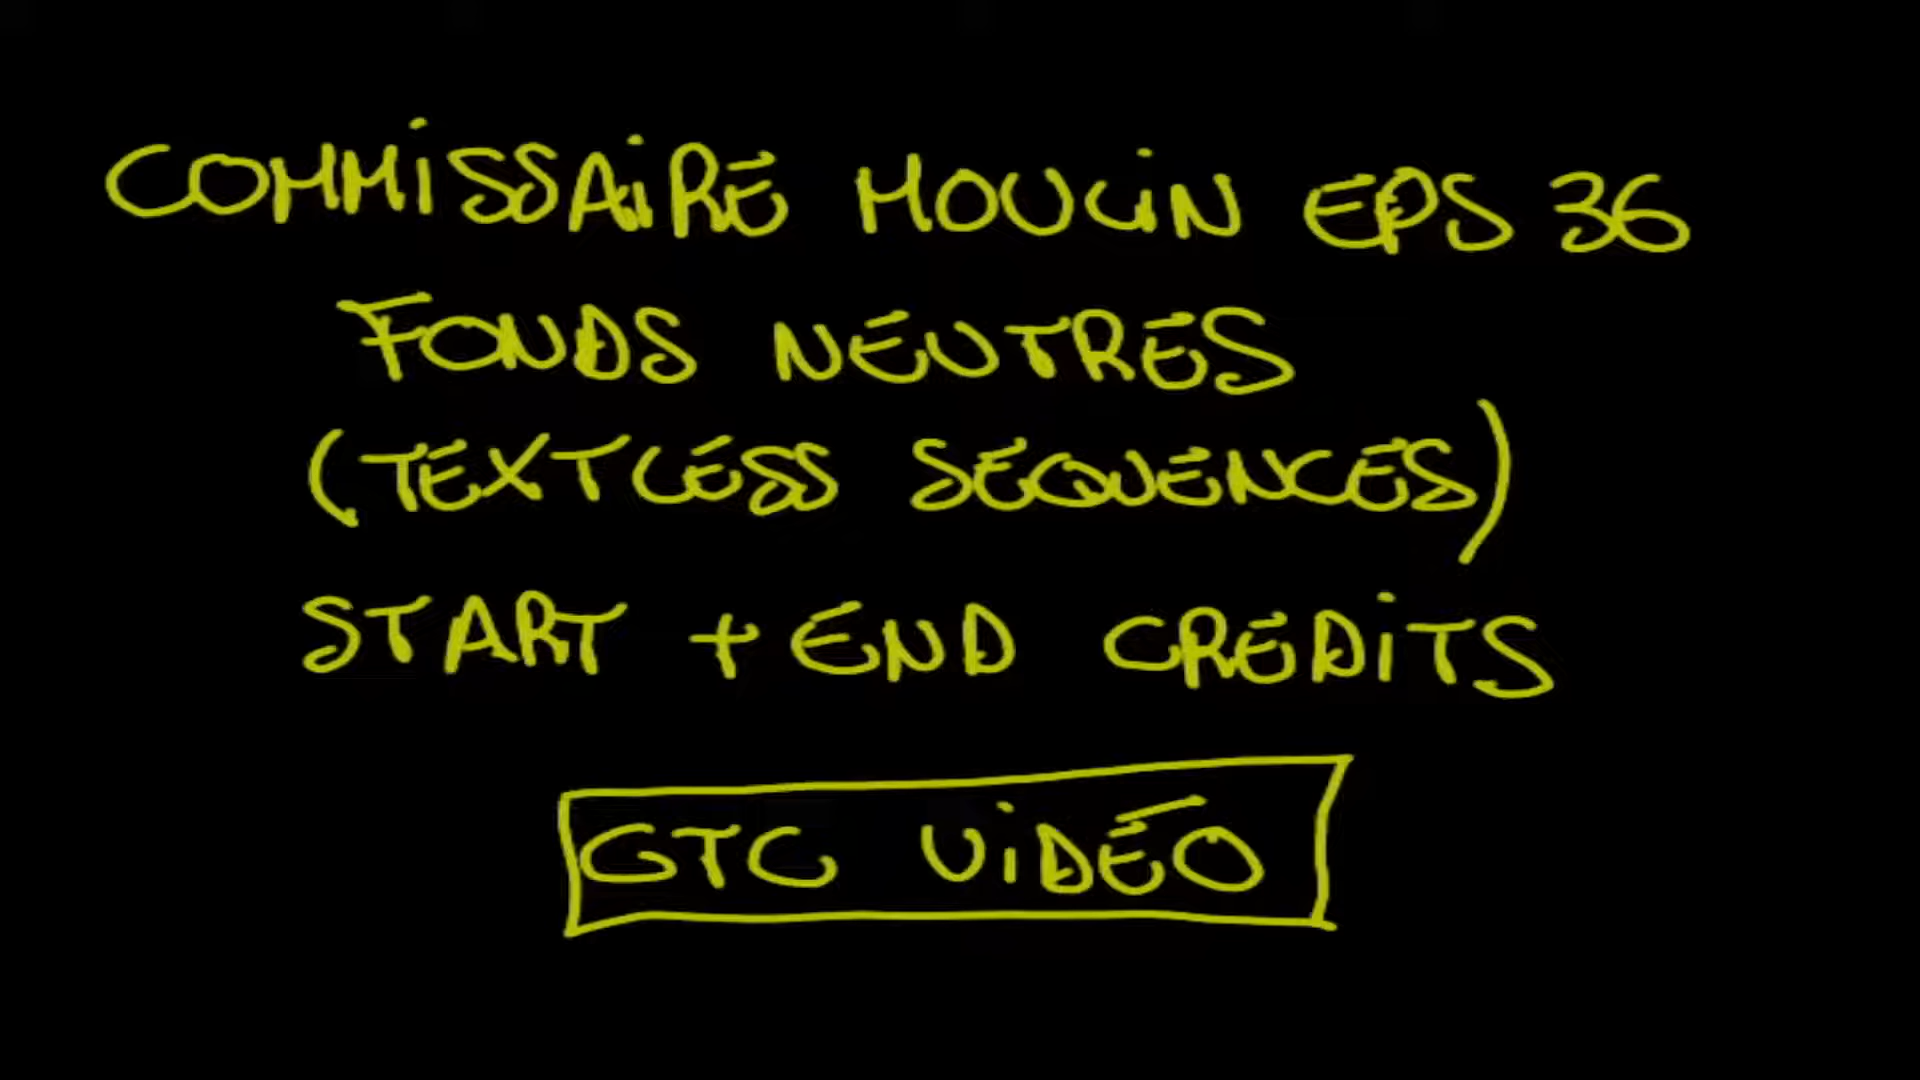 COMMISSAIRE MOULIN EPS 36
FONDS NEUTRES
(TEXTLESS SEQUENCES)
START + END CREDITS
GTC VIDÉO